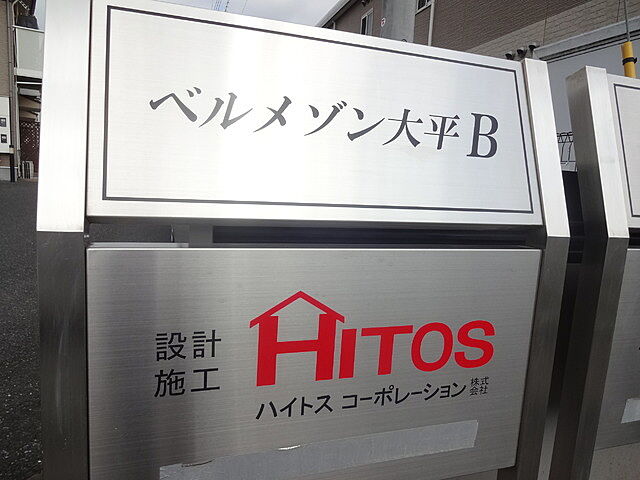 ベルメゾン大平B
設計
施工
HITOS
ハイトス コーポレーション株式会社